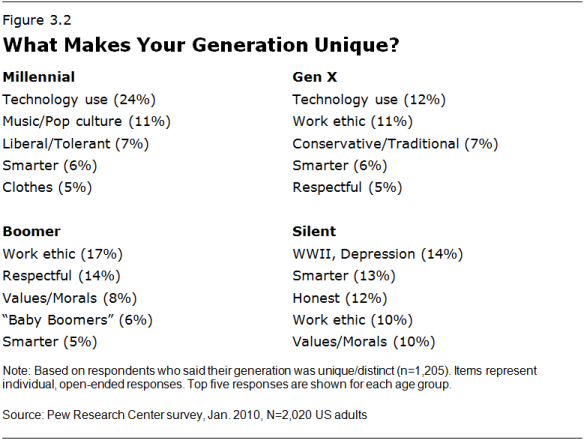 Figure 3.2
What Makes Your Generation Unique?
Millennial
Technology use (24%)
Music/Pop culture (11%)
Liberal/Tolerant (7%)
Smarter (6%)
Clothes (5%)
Gen X
Technology use (12%)
Work ethic (11%)
Conservative/Traditional (7%)
Smarter (6%)
Respectful (5%)
Boomer
Work ethic (17%)
Respectful (14%)
Values/Morals (8%)
“Baby Boomers” (6%)
Smarter (5%)
Silent
WWII, Depression (14%)
Smarter (13%)
Honest (12%)
Work ethic (10%)
Values/Morals (10%)
Note: Based on respondents who said their generation was unique/distinct (n=1,205). Items represent
individual, open-ended responses. Top five responses are shown for each age group.
Source: Pew Research Center survey, Jan. 2010, N=2,020 US adults